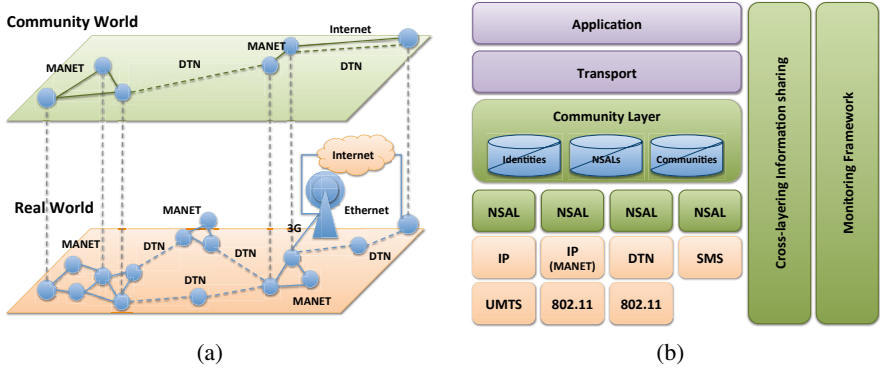 Community World
Internet
MANET
MANET
DTN
DTN
Internet
Ethernet
Real World
MANET
3G
MANET
DTN
DTN
DTN
DTN
MANET
(a)
Application
Transport
Community Layer
Identities
NSALs
Communities
NSAL
NSAL
NSAL
NSAL
IP
IP
(MANET)
DTN
SMS
UMTS
802.11
802.11
Cross-layering Information sharing
Monitoring Framework
(b)